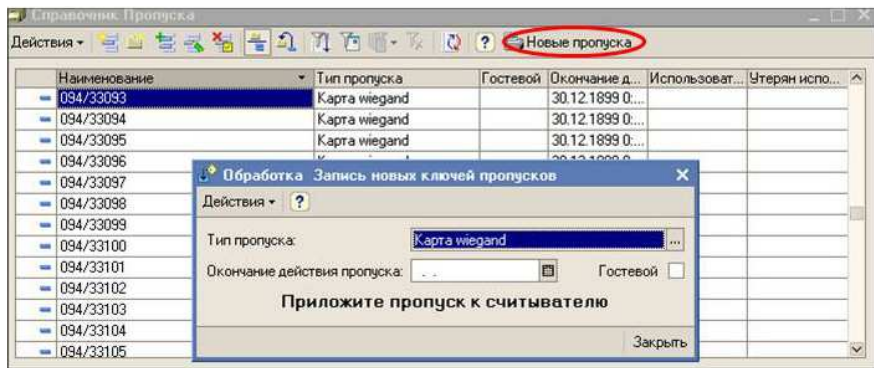 Справочник Пропуска
Действия Новые пропуска
Наименование Тип пропуска Гостевой Окончание д... Использоват... Утерян испо...
094/33093 Карта wiegand 30.12.1899 0:...
094/33094 Карта wiegand 30.12.1899 0:...
094/33095 Карта wiegand 30.12.1899 0:...
094/33096
094/33097
094/33098
094/33099
094/33100
094/33101
094/33102
094/33103
094/33104
094/33105
Обработка Запись новых ключей пропусков
Действия
Тип пропуска: Карта wiegand ...
Окончание действия пропуска: . . Гостевой
Приложите пропуск к считывателю
Закрыть